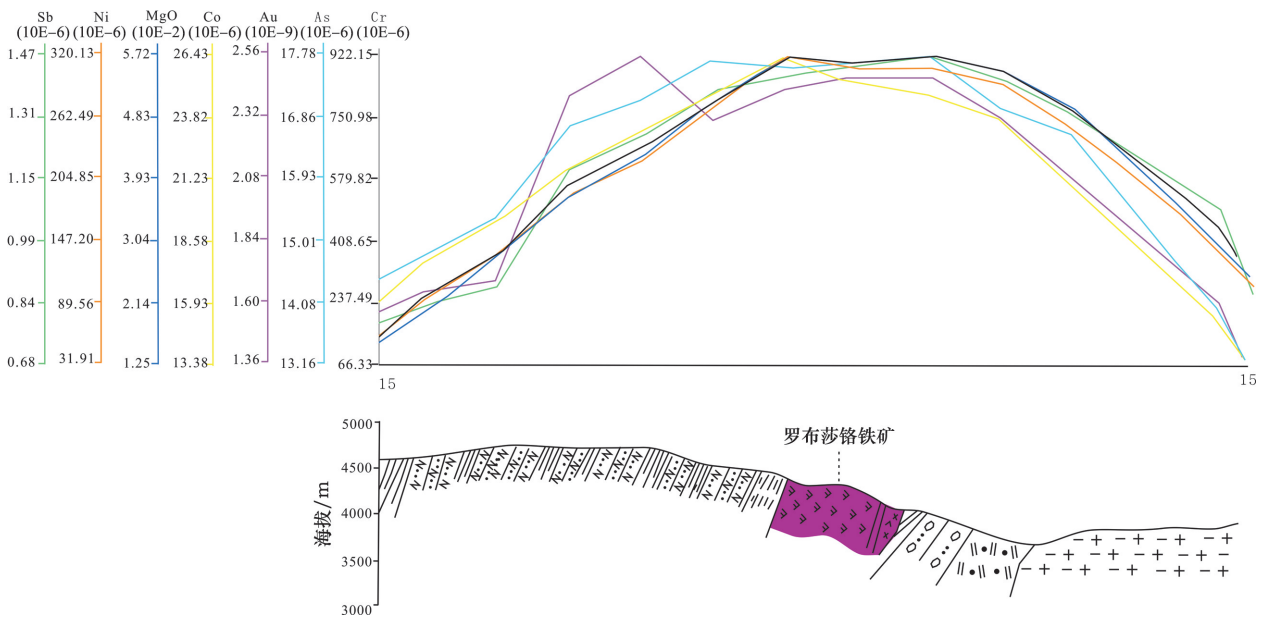 Sb Ni MgO Co Au As Cr
(10E-6) (10E-6) (10E-2) (10E-6) (10E-9) (10E-6) (10E-6)
1.47 320.13 5.72 26.43 2.56 17.78 922.15
1.31 262.49 4.83 23.82 2.32 16.86 750.98
1.15 204.85 3.93 21.23 2.08 15.93 579.82
0.99 147.20 3.04 18.58 1.84 15.01 408.65
0.84 89.56 2.14 15.93 1.60 14.08 237.49
0.68 31.91 1.25 13.38 1.36 13.16 66.33
15 15
罗布莎铬铁矿
海拔/m
5000
4500
4000
3500
3000